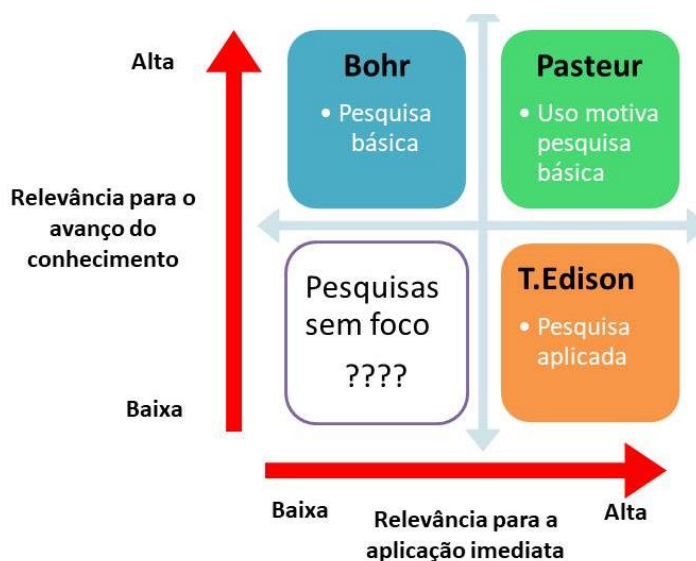 Alta
Relevância para o
avanço do
conhecimento
Baixa
Bohr
• Pesquisa
básica
Pasteur
• Uso motiva
pesquisa
básica
Pesquisas
sem foco
????
T.Edison
• Pesquisa
aplicada
Baixa
Relevância para a
aplicação imediata
Alta